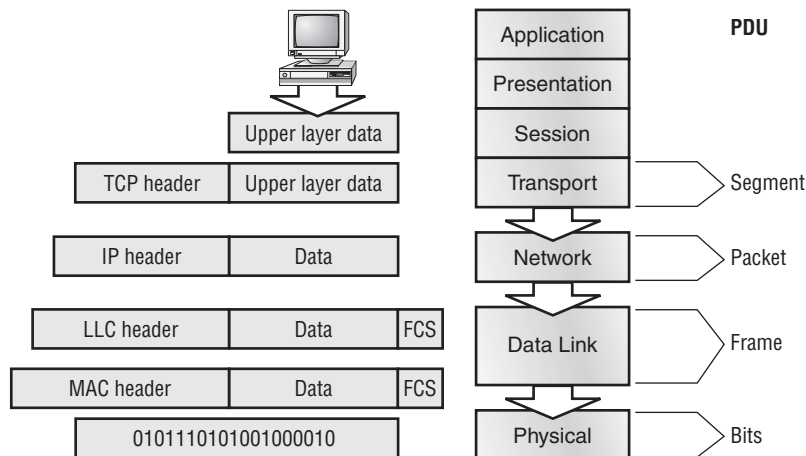 Application PDU
Presentation
Upper layer data Session
TCP header Upper layer data Transport Segment
IP header Data Network Packet
LLC header Data FCS Data Link Frame
MAC header Data FCS
0101110101001000010 Physical Bits